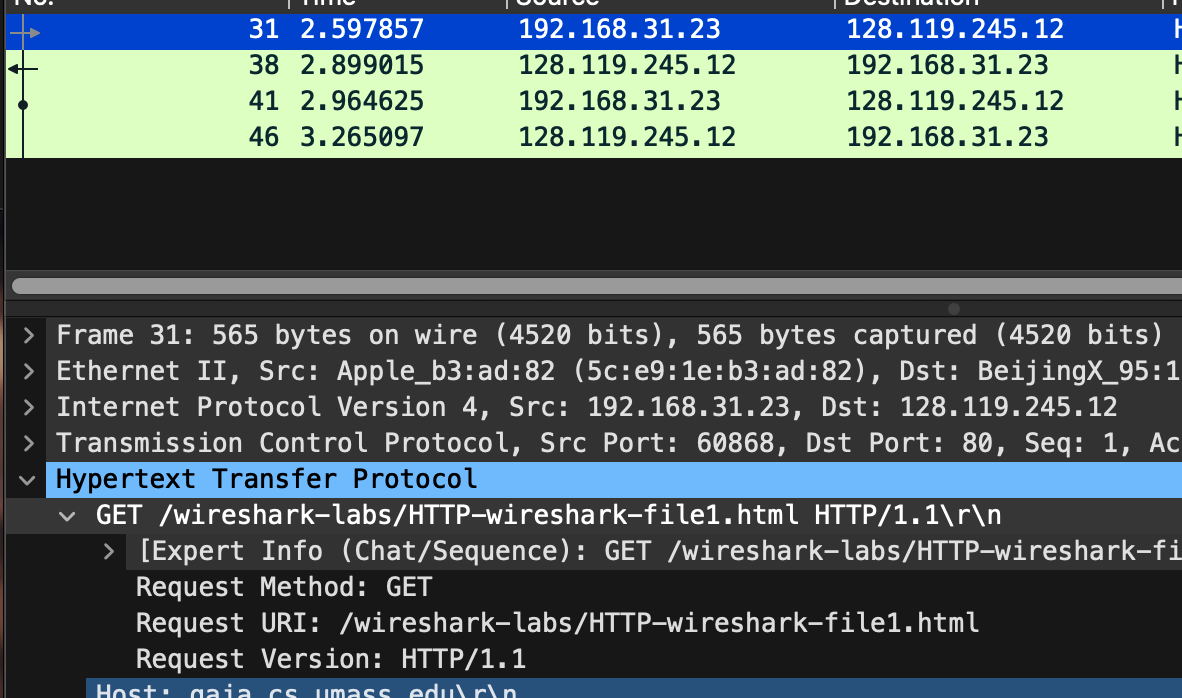 No. Time Source Destination
31 2.597857 192.168.31.23 128.119.245.12 H
38 2.899015 128.119.245.12 192.168.31.23 H
41 2.964625 192.168.31.23 128.119.245.12 H
46 3.265097 128.119.245.12 192.168.31.23 H
Frame 31: 565 bytes on wire (4520 bits), 565 bytes captured (4520 bits)
Ethernet II, Src: Apple_b3:ad:82 (5c:e9:1e:b3:ad:82), Dst: BeijingX_95:1
Internet Protocol Version 4, Src: 192.168.31.23, Dst: 128.119.245.12
Transmission Control Protocol, Src Port: 60868, Dst Port: 80, Seq: 1, Ac
Hypertext Transfer Protocol
GET /wireshark-labs/HTTP-wireshark-file1.html HTTP/1.1\r\n
[Expert Info (Chat/Sequence): GET /wireshark-labs/HTTP-wireshark-fi
Request Method: GET
Request URI: /wireshark-labs/HTTP-wireshark-file1.html
Request Version: HTTP/1.1
Host: gaia.cs.umass.edu\r\n